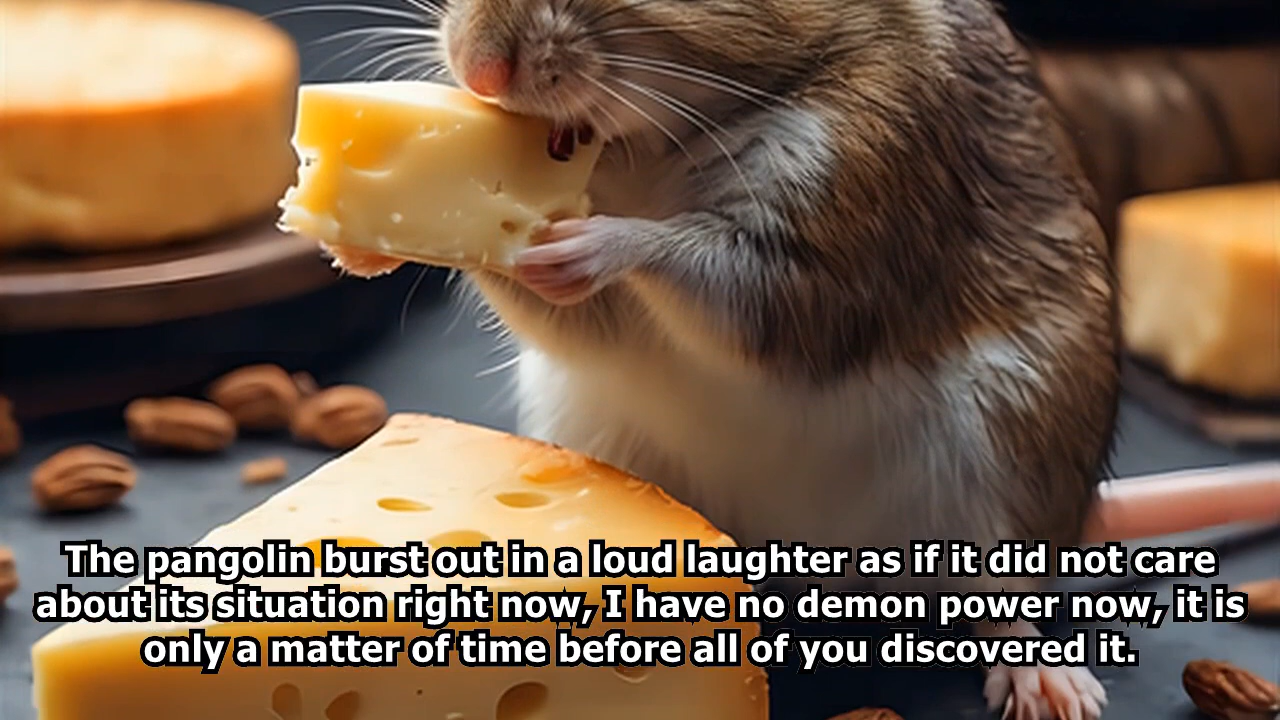 The pangolin burst out in a loud laughter as if it did not care
about its situation right now, I have no demon power now, it is
only a matter of time before all of you discovered it.